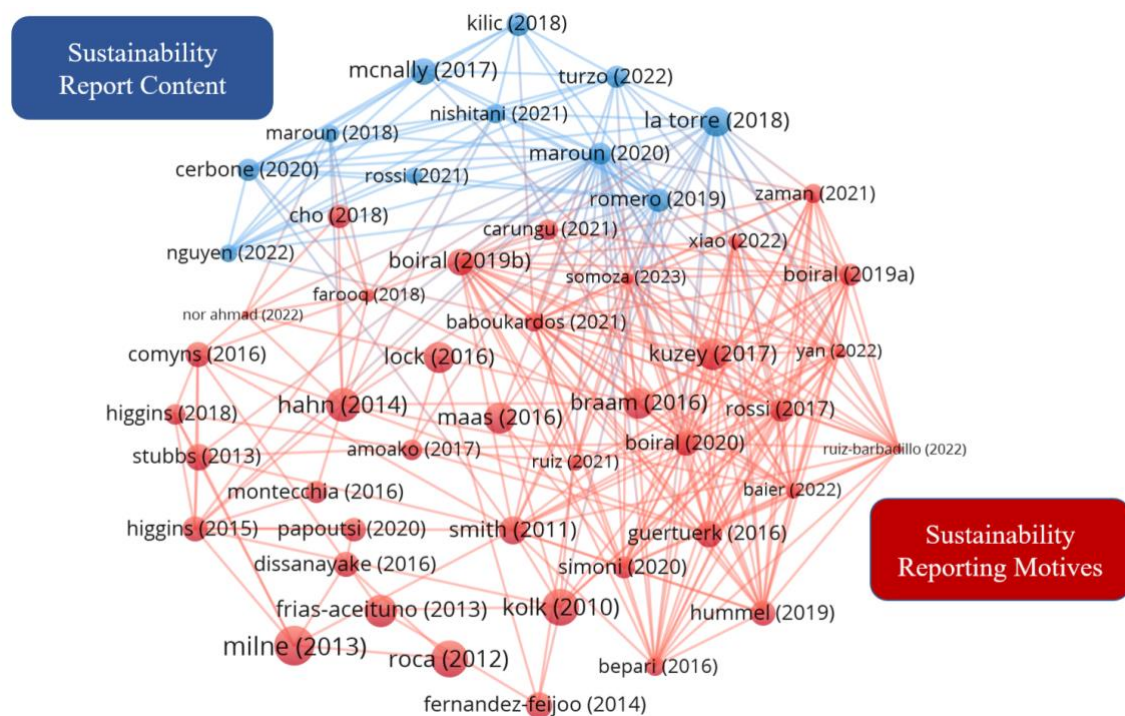 Sustainability
Report Content
kilic (2018)
mcnally (2017)
turzo (2022)
nishitani (2021)
la torre (2018)
maroun (2018)
maroun (2020)
cerbone (2020)
rossi (2021)
romero (2019)
zaman (2021)
cho (2018)
carungu (2021)
xiao (2022)
nguyen (2022)
boiral (2019b)
somoza (2023)
boiral (2019a)
farooq (2018)
nor ahmad (2022)
baboukardos (2021)
comyns (2016)
lock (2016)
kuzey (2017)
yan (2022)
hahn (2014)
maas (2016)
braam (2016)
rossi (2017)
higgins (2018)
stubbs (2013)
amoako (2017)
boiral (2020)
ruiz (2021)
ruiz-barbadillo (2022)
montecchia (2016)
baier (2022)
higgins (2015)
papoutsi (2020)
smith (2011)
guertuerk (2016)
dissanayake (2016)
simoni (2020)
Sustainability
Reporting Motives
frias-aceituno (2013)
kolk (2010)
hummel (2019)
milne (2013)
roca (2012)
bepari (2016)
fernandez-feijoo (2014)